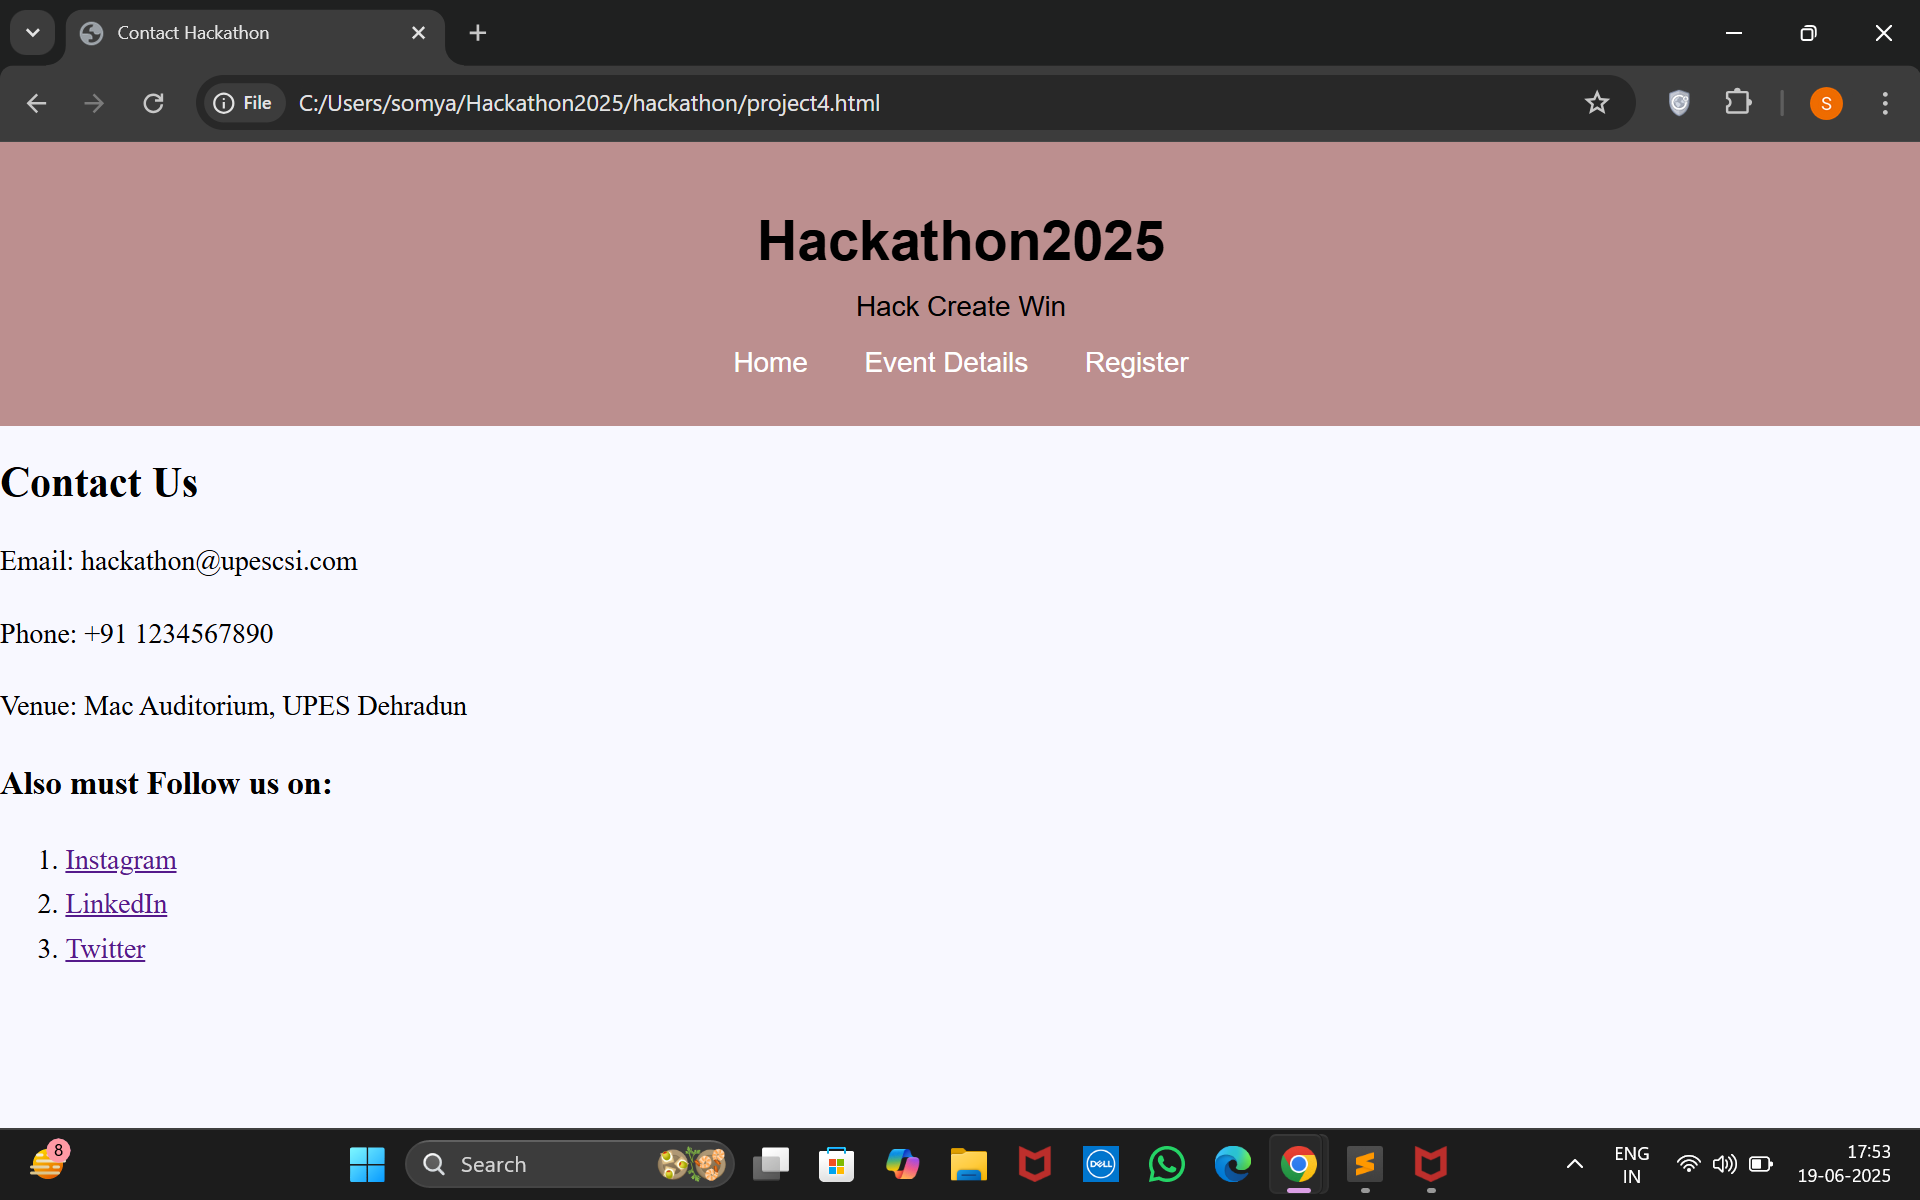 Contact Hackathon
File C:/Users/somya/Hackathon2025/hackathon/project4.html
S
Hackathon2025
Hack Create Win
Home Event Details Register
Contact Us
Email: hackathon@upescsi.com
Phone: +91 1234567890
Venue: Mac Auditorium, UPES Dehradun
Also must Follow us on:
1. Instagram
2. LinkedIn
3. Twitter
8
Search
DELL
ENG
IN
17:53
19-06-2025